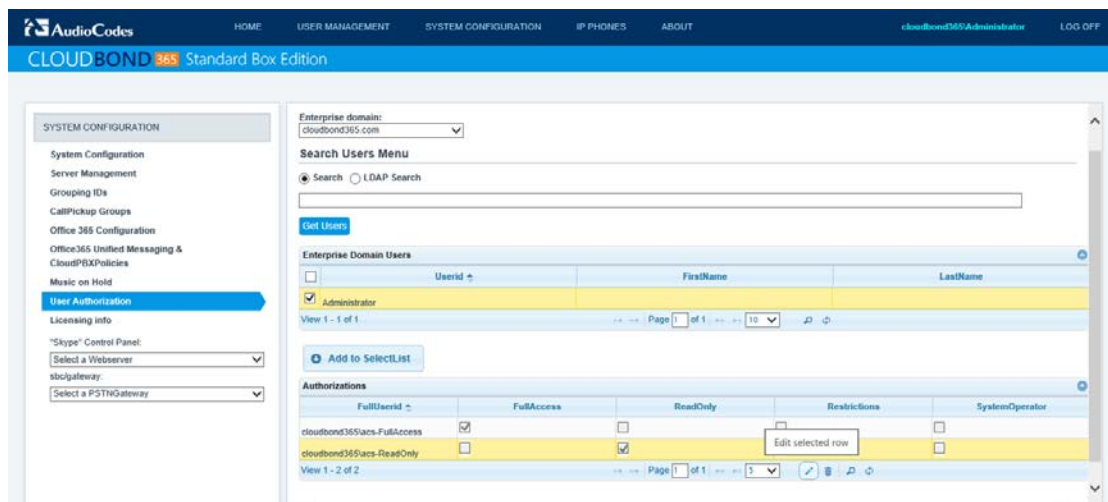 AudioCodes HOME USER MANAGEMENT SYSTEM CONFIGURATION IP PHONES ABOUT cloudbond365\Administrator LOG OFF
CLOUDBOND 365 Standard Box Edition
SYSTEM CONFIGURATION
System Configuration
Server Management
Grouping IDs
CallPickup Groups
Office 365 Configuration
Office365 Unified Messaging &
CloudPBXPolicies
Music on Hold
User Authorization
Licensing info
"Skype" Control Panel:
Select a Webserver
sbc/gateway:
Select a PSTNGateway
Enterprise domain:
cloudbond365.com
Search Users Menu
Search LDAP Search
Get Users
Enterprise Domain Users
Userid FirstName LastName
Administrator
View 1 - 1 of 1 Page 1 of 1 10
Add to SelectList
Authorizations
FullUserid FullAccess ReadOnly Restrictions SystemOperator
cloudbond365\acs-FullAccess
cloudbond365\acs-ReadOnly
Edit selected row
View 1 - 2 of 2 Page 1 of 1 5